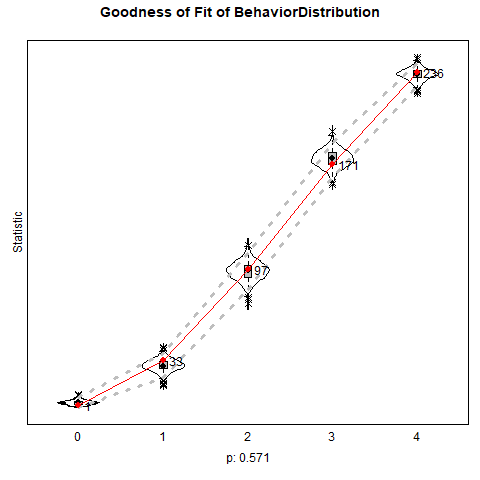 Goodness of Fit of BehaviorDistribution
236
171
97
33
1
Statistic
0 1 2 3 4
p: 0.571